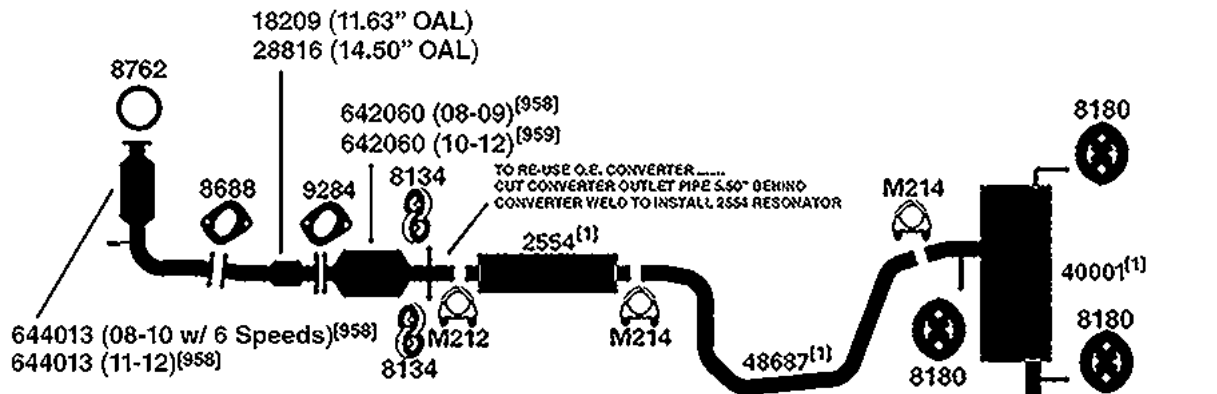 18209 (11.63” OAL)
28816 (14.50” OAL)
8762
642060 (08-09)[958]
642060 (10-12)[959]
8688
9284
8134
TO RE-USE O.E. CONVERTER......
CUT CONVERTER OUTLET PIPE 5.50" BEHIND
CONVERTER WELD TO INSTALL 2554 RESONATOR
8180
M214
2554[1]
40001[1]
644013 (08-10 w/ 6 Speeds)[958]
644013 (11-12)[958]
8134
M212
M214
48687[1]
8180
8180